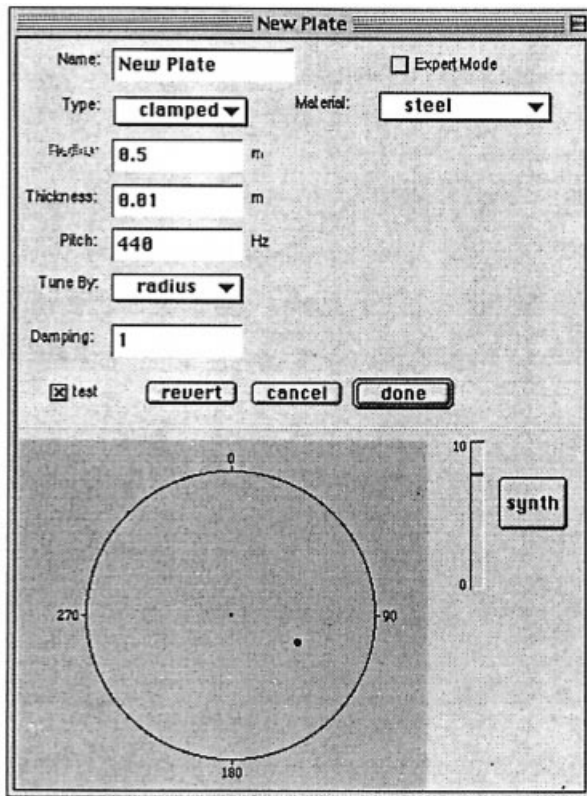 New Plate
Name: New Plate
Expert Mode
Type: clamped
Material: steel
Radius: 0.5 m
Thickness: 0.01 m
Pitch: 440 Hz
Tune By: radius
Damping: 1
test
revert
cancel
done
0
10
synth
0
270
90
180